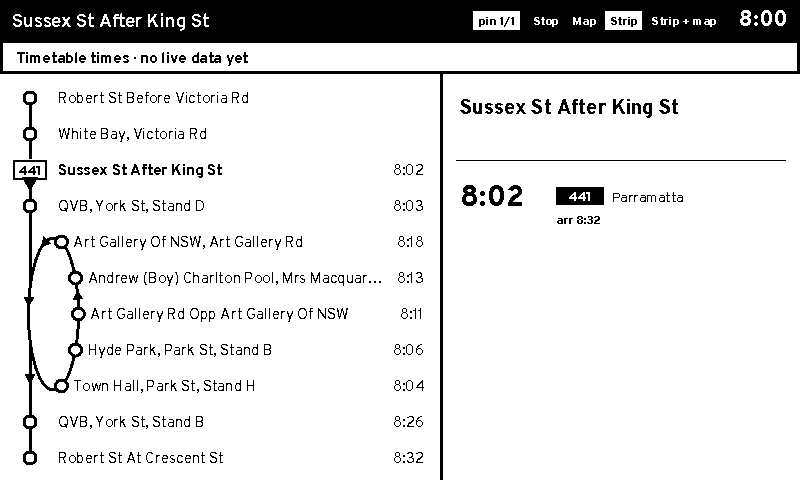 Sussex St After King St
pin 1/1 Stop Map Strip Strip + map 8:00
Timetable times · no live data yet
Robert St Before Victoria Rd
White Bay, Victoria Rd
441 Sussex St After King St 8:02
QVB, York St, Stand D 8:03
Art Gallery Of NSW, Art Gallery Rd 8:18
Andrew (Boy) Charlton Pool, Mrs Macquar... 8:13
Art Gallery Rd Opp Art Gallery Of NSW 8:11
Hyde Park, Park St, Stand B 8:06
Town Hall, Park St, Stand H 8:04
QVB, York St, Stand B 8:26
Robert St At Crescent St 8:32
Sussex St After King St
8:02 441 Parramatta
arr 8:32